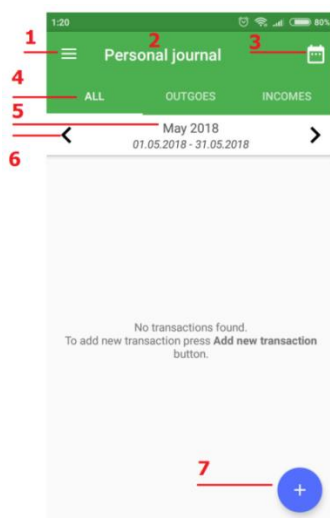 1:20 80%
1 2 3
Personal journal
4
ALL OUTGOES INCOMES
5
May 2018
6
01.05.2018 - 31.05.2018
No transactions found.
To add new transaction press Add new transaction
button.
7
+